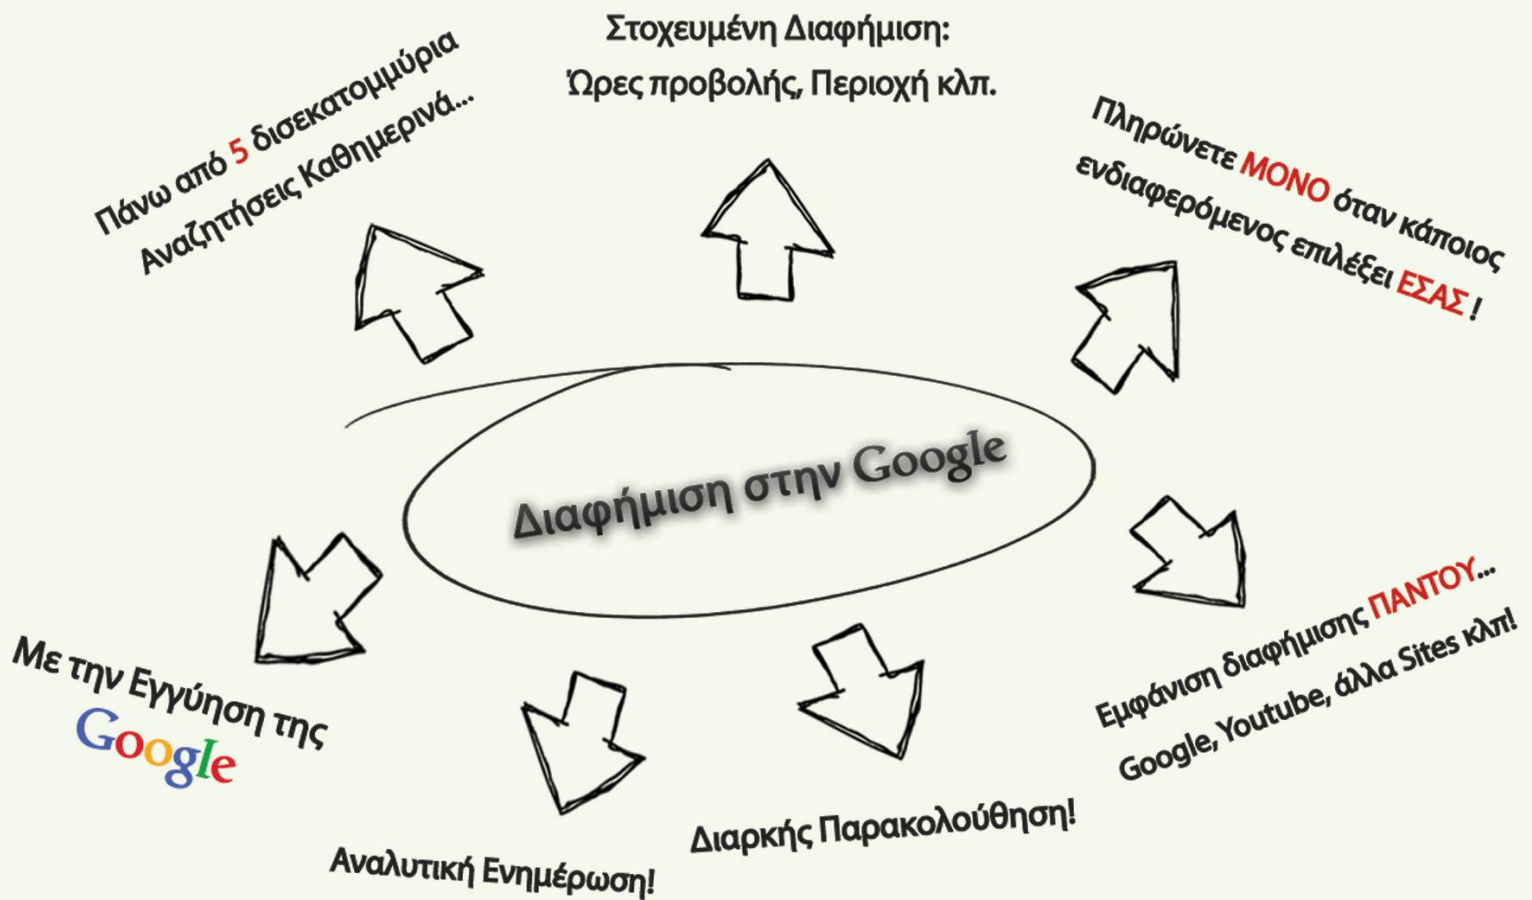 Στοχευμένη Διαφήμιση:
Ώρες προβολής, Περιοχή κλπ.
Πάνω από 5 δισεκατομμύρια
Αναζητήσεις Καθημερινά...
Πληρώνετε ΜΟΝΟ όταν κάποιος
ενδιαφερόμενος επιλέξει ΕΣΑΣ !
Διαφήμιση στην Google
Με την Εγγύηση της
Google
Εμφάνιση διαφήμισης ΠΑΝΤΟΥ...
Google, Youtube, άλλα Sites κλπ!
Αναλυτική Ενημέρωση!
Διαρκής Παρακολούθηση!